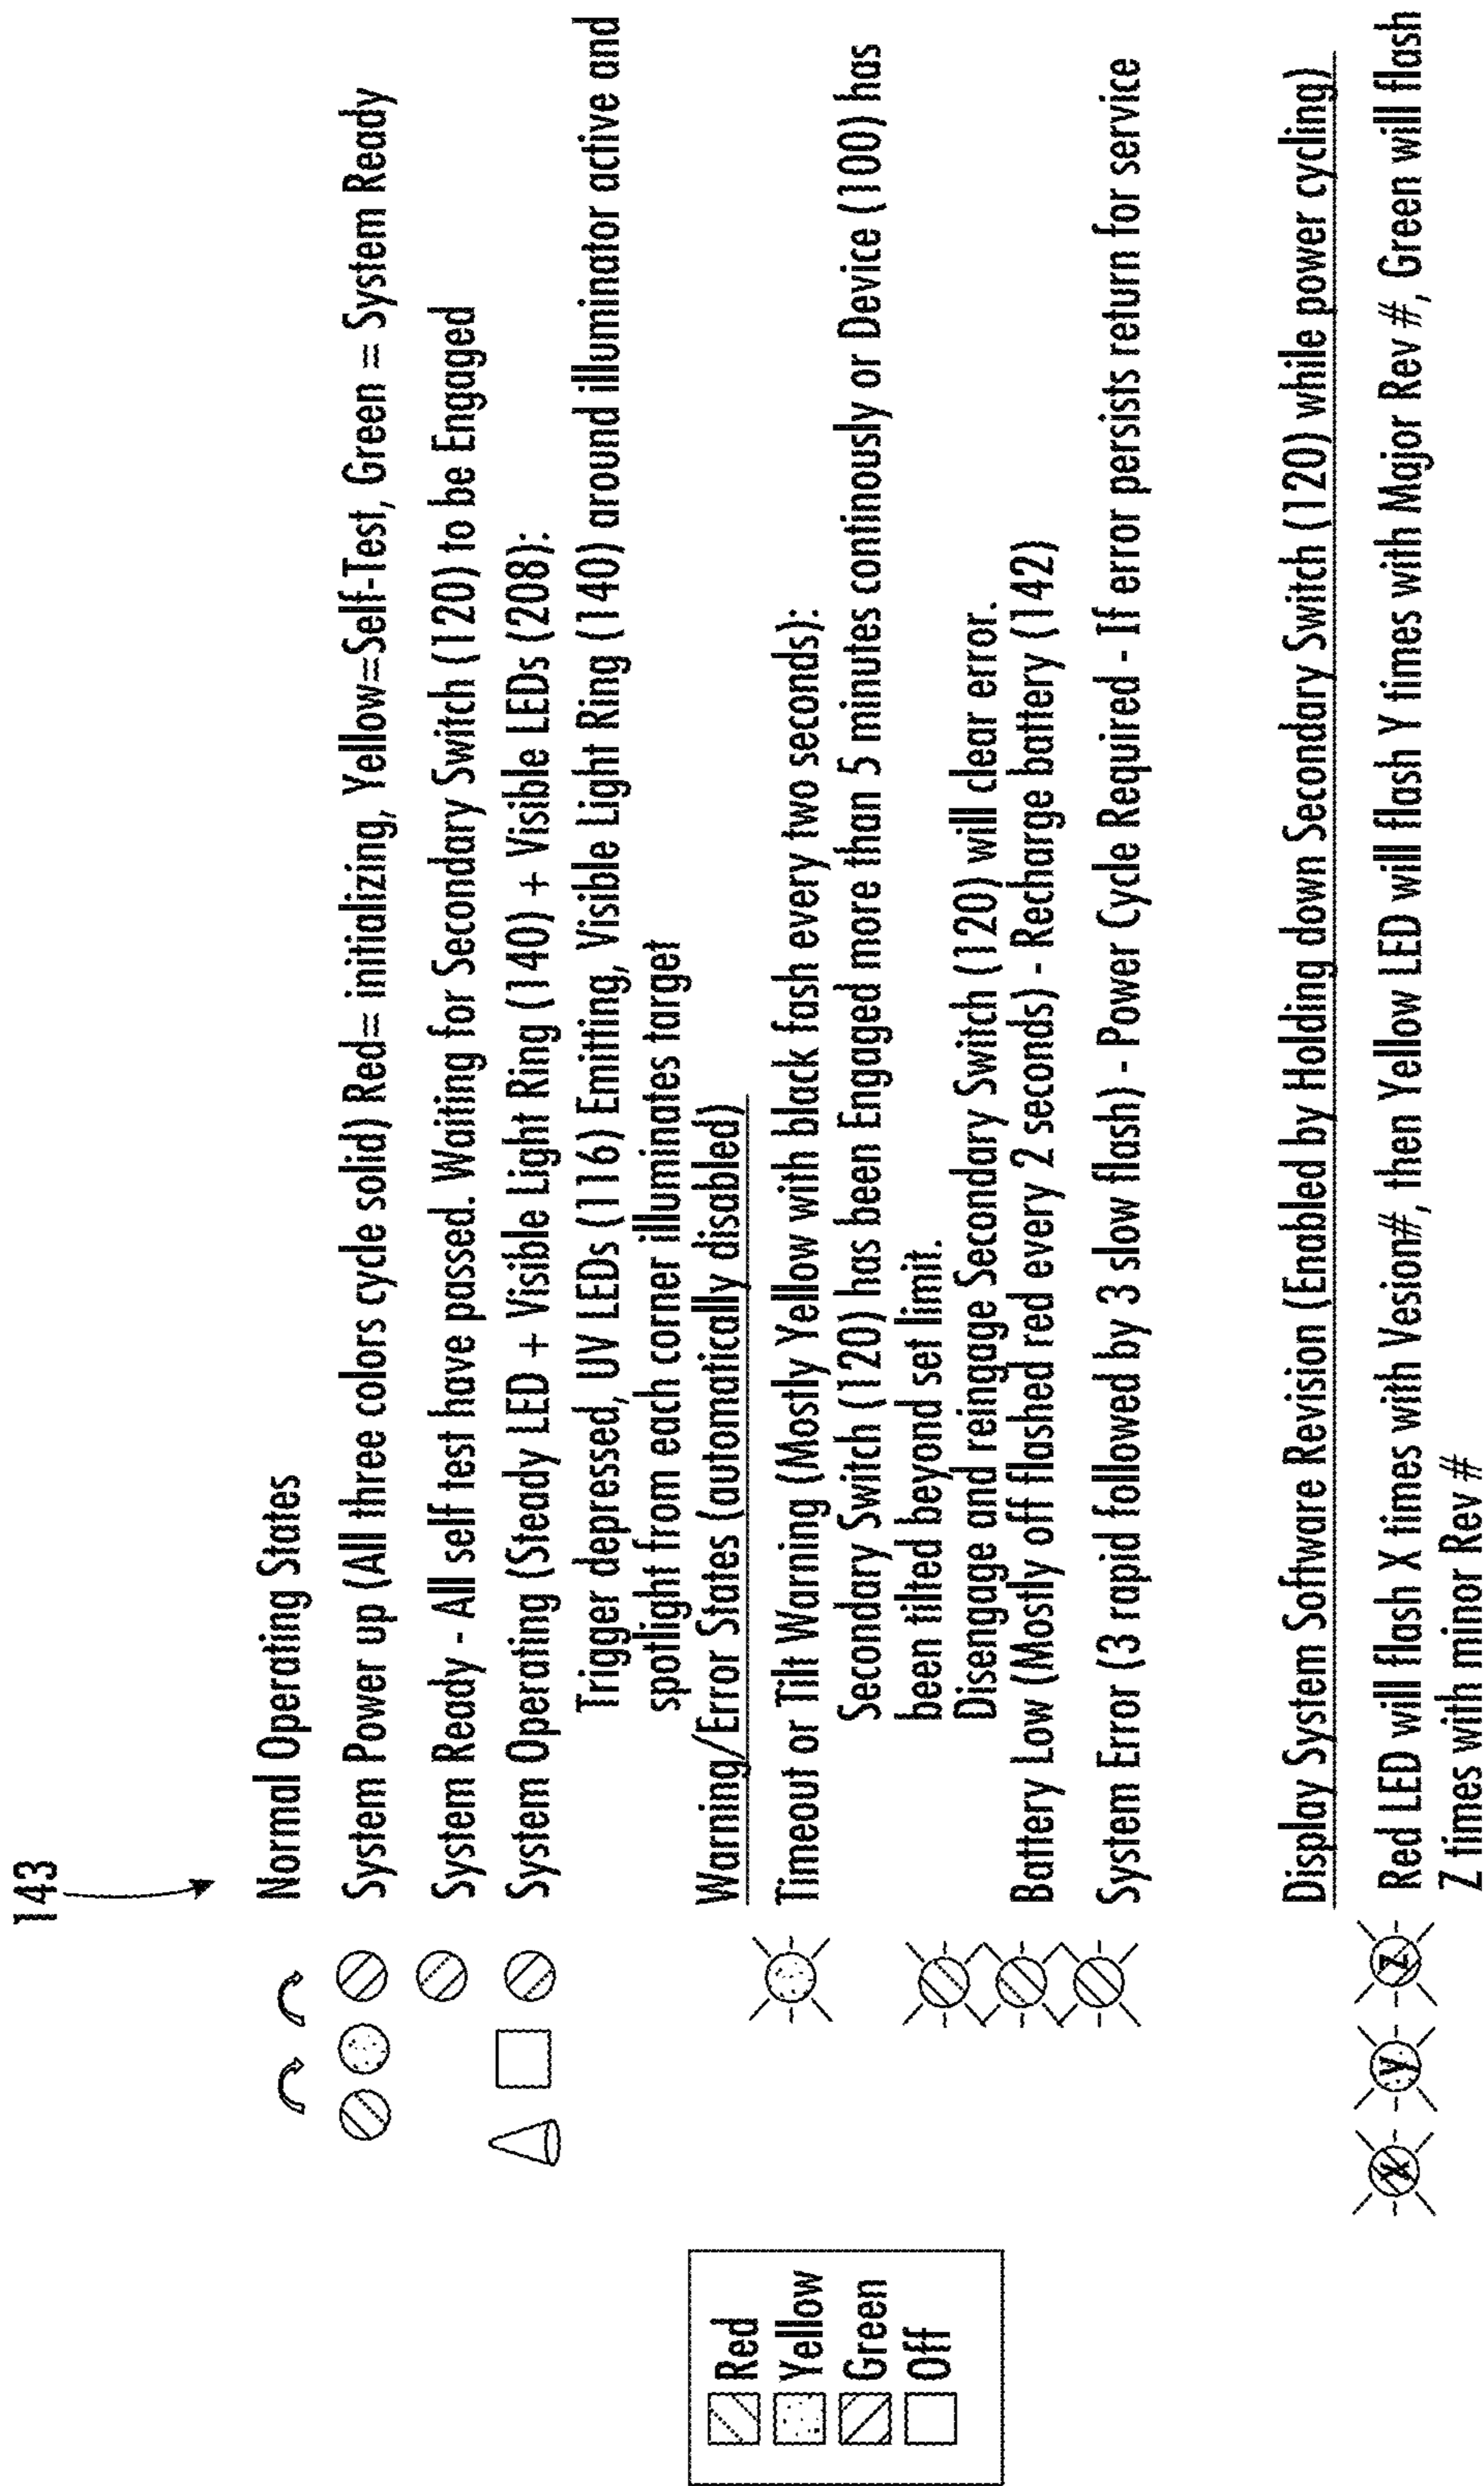 143
Normal Operating States
System Power up (All three colors cycle solid) Red= initializing, Yellow=Self-Test, Green = System Ready
System Ready - All self test have passed. Waiting for Secondary Switch (120) to be Engaged
System Operating (Steady LED + Visible Light Ring (140) + Visible LEDs (208):
Trigger depressed, UV LEDs (116) Emitting, Visible Light Ring (140) around illuminator active and
spotlight from each corner illuminates target
Warning/Error States (automatically disabled)
Timeout or Tilt Warning (Mostly Yellow with black fash every two seconds):
Secondary Switch (120) has been Engaged more than 5 minutes continously or Device (100) has
been tilted beyond set limit.
Disengage and reingage Secondary Switch (120) will clear error.
Battery Low (Mostly off flashed red every 2 seconds) - Recharge battery (142)
System Error (3 rapid followed by 3 slow flash) - Power Cycle Required - If error persists return for service
Display System Software Revision (Enabled by Holding down Secondary Switch (120) while power cycling)
X
y
z
Red LED will flash X times with Vesion#, then Yellow LED will flash Y times with Major Rev #, Green will flash
Z times with minor Rev #
Red
Yellow
Green
Off